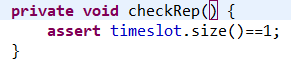 private void checkRep() {
    assert timeslot.size()==1;
}